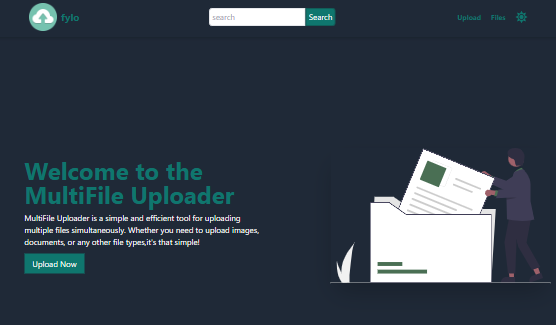 fylo
search
Search
Upload
Files
Welcome to the
MultiFile Uploader
MultiFile Uploader is a simple and efficient tool for uploading
multiple files simultaneously. Whether you need to upload images,
documents, or any other file types,it's that simple!
Upload Now